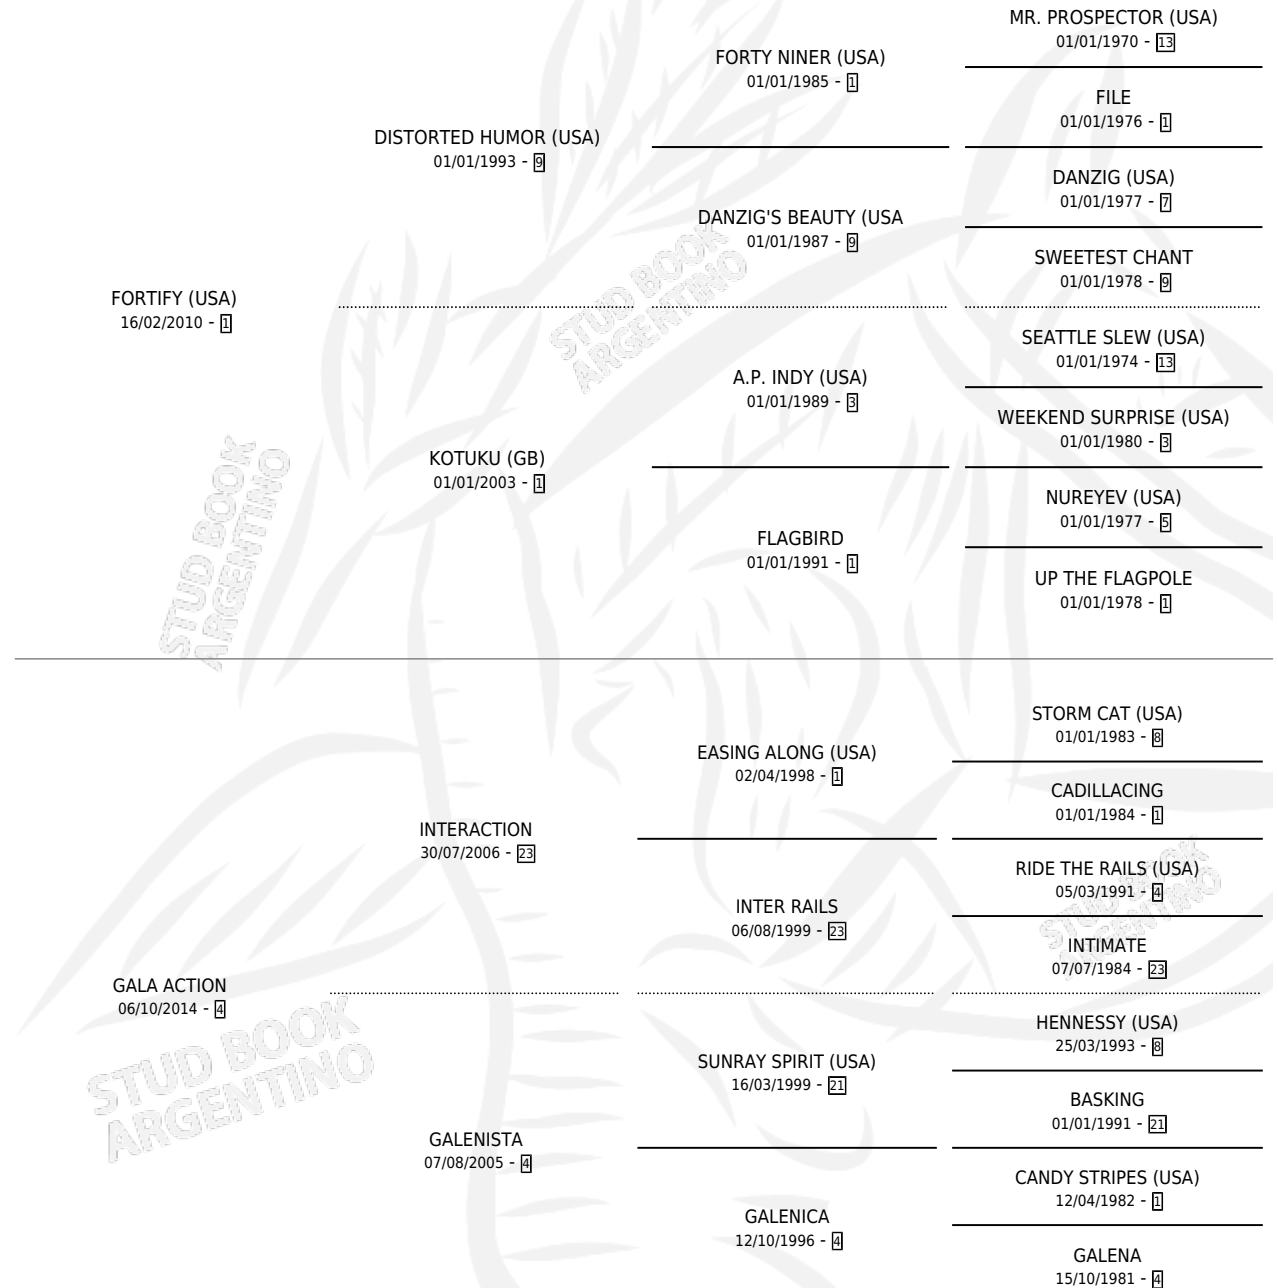 MR. PROSPECTOR (USA)
01/01/1970 - 13
FORTY NINER (USA)
01/01/1985 - 1
FILE
01/01/1976 - 1
DISTORTED HUMOR (USA)
01/01/1993 - 9
DANZIG (USA)
01/01/1977 - 7
DANZIG'S BEAUTY (USA
01/01/1987 - 9
SWEETEST CHANT
01/01/1978 - 9
FORTIFY (USA)
16/02/2010 - 1
SEATTLE SLEW (USA)
01/01/1974 - 13
A.P. INDY (USA)
01/01/1989 - 3
WEEKEND SURPRISE (USA)
01/01/1980 - 3
KOTUKU (GB)
01/01/2003 - 1
NUREYEV (USA)
01/01/1977 - 5
FLAGBIRD
01/01/1991 - 1
UP THE FLAGPOLE
01/01/1978 - 1
STUD BOOK
ARGENTINO
STUD BOOK
ARGENTINO
STORM CAT (USA)
01/01/1983 - 8
EASING ALONG (USA)
02/04/1998 - 1
CADILLACING
01/01/1984 - 1
INTERACTION
30/07/2006 - 23
RIDE THE RAILS (USA)
05/03/1991 - 4
INTER RAILS
06/08/1999 - 23
INTIMATE
07/07/1984 - 23
GALA ACTION
06/10/2014 - 4
HENNESSY (USA)
25/03/1993 - 8
SUNRAY SPIRIT (USA)
16/03/1999 - 21
BASKING
01/01/1991 - 21
GALENISTA
07/08/2005 - 4
CANDY STRIPES (USA)
12/04/1982 - 1
GALENICA
12/10/1996 - 4
GALENA
15/10/1981 - 4
STUD BOOK
ARGENTINO
STUD BOOK
ARGENTINO